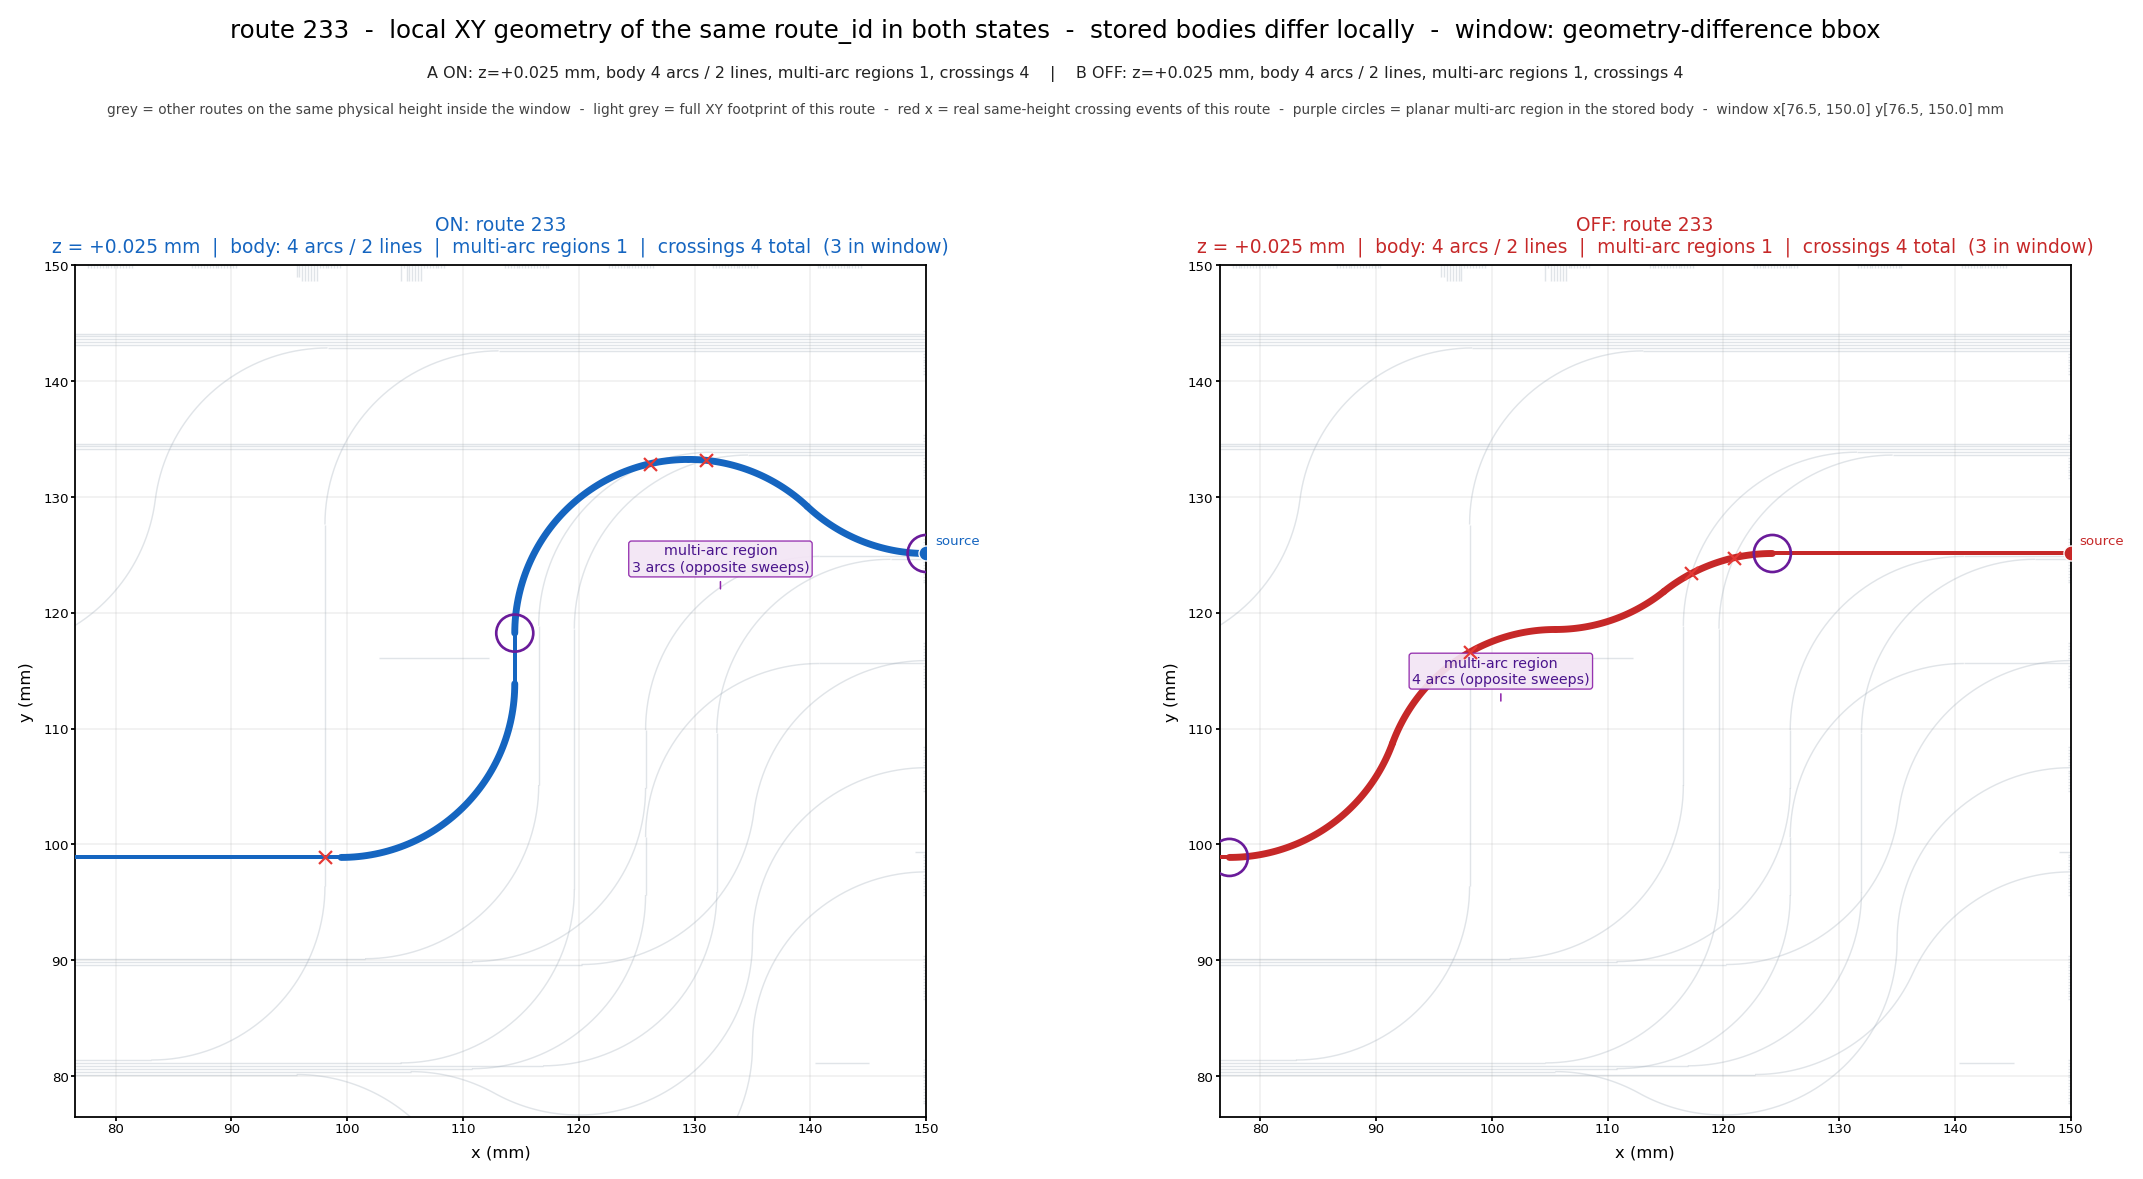 route 233  -  local XY geometry of the same route_id in both states  -  stored bodies differ locally  -  window: geometry-difference bbox
A ON: z=+0.025 mm, body 4 arcs / 2 lines, multi-arc regions 1, crossings 4    |    B OFF: z=+0.025 mm, body 4 arcs / 2 lines, multi-arc regions 1, crossings 4
grey = other routes on the same physical height inside the window  -  light grey = full XY footprint of this route  -  red x = real same-height crossing events of this route  -  purple circles = planar multi-arc region in the stored body  -  window x[76.5, 150.0] y[76.5, 150.0] mm
ON: route 233
z = +0.025 mm  |  body: 4 arcs / 2 lines  |  multi-arc regions 1  |  crossings 4 total  (3 in window)
150
140
130
120
110
100
90
80
y (mm)
source
multi-arc region
3 arcs (opposite sweeps)
80
90
100
110
120
130
140
150
x (mm)
OFF: route 233
z = +0.025 mm  |  body: 4 arcs / 2 lines  |  multi-arc regions 1  |  crossings 4 total  (3 in window)
150
140
130
120
110
100
90
80
y (mm)
source
multi-arc region
4 arcs (opposite sweeps)
80
90
100
110
120
130
140
150
x (mm)